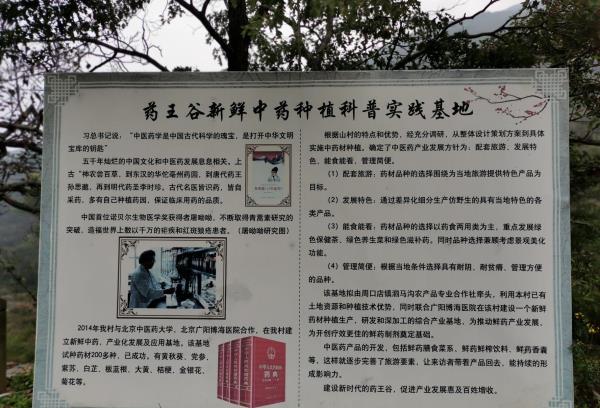 药王谷新鲜中药种植科普实践基地
习总书记说：“中医药学是中国古代科学的瑰宝，是打开中华文明
宝库的钥匙”
五千年灿烂的中国文化和中医药发展息息相关。上
古“神农尝百草，到东汉的华佗亳州药圃，到唐代药王
孙思邈，再到明代药圣李时珍。古代名医皆识药，皆自
采药，多有自己种植药园，保证临床用药的品质。
中国首位诺贝尔生物医学奖获得者屠呦呦，不断取得青蒿素研究的
突破，造福世界上数以千万的疟疾和红斑狼疮患者。（屠呦呦研究图）
2014年我村与北京中医药大学、北京广阳博海医院合作，在我村建
立新鲜中药，产业化发展及应用基地，该基地
试种药材200多种，已成功，有黄秋葵、党参、
紫苏、白芷、板蓝根、大黄、桔梗、金银花、
菊花等。
药典
根据山村的特点和优势，经充分调研，从整体设计策划方案到具体
实施中药材种植。确定了中医药产业发展方针为：配套旅游、发展特
色、能食能看、管理简便。
（1）配套旅游：药材品种的选择围绕为当地旅游提供特色产品为
目标。
（2）发展特色：通过差异化细分生产仿野生的具有当地特色的各
类产品。
（3）能食能看：药材品种的选择以药食两用类为主，重点发展绿
色保健茶、绿色养生菜和绿色滋补药。同时品种选择兼顾考虑景观美化
功能。
（4）管理简便：根据当地条件选择具有耐阴、耐贫瘠、管理方便
的品种。
该基地拟由周口店镇泗马沟农产品专业合作社牵头，利用本村已有
土地资源和种植技术优势，同时联合广阳博海医院在该村建设一个新鲜
药材种植生产、研发和深加工的综合产业基地，为推动鲜药产业发展，
为开创疗效更佳的鲜药制剂奠定基础。
中医药产品的开发，包括鲜药膳食菜系、鲜药鲜榨饮料、鲜药香囊
等，这样就逐步完善了旅游要素，让来访者带着产品回去，能持续的形
成影响力。
建设新时代的药王谷，促进产业发展惠及百姓增收。